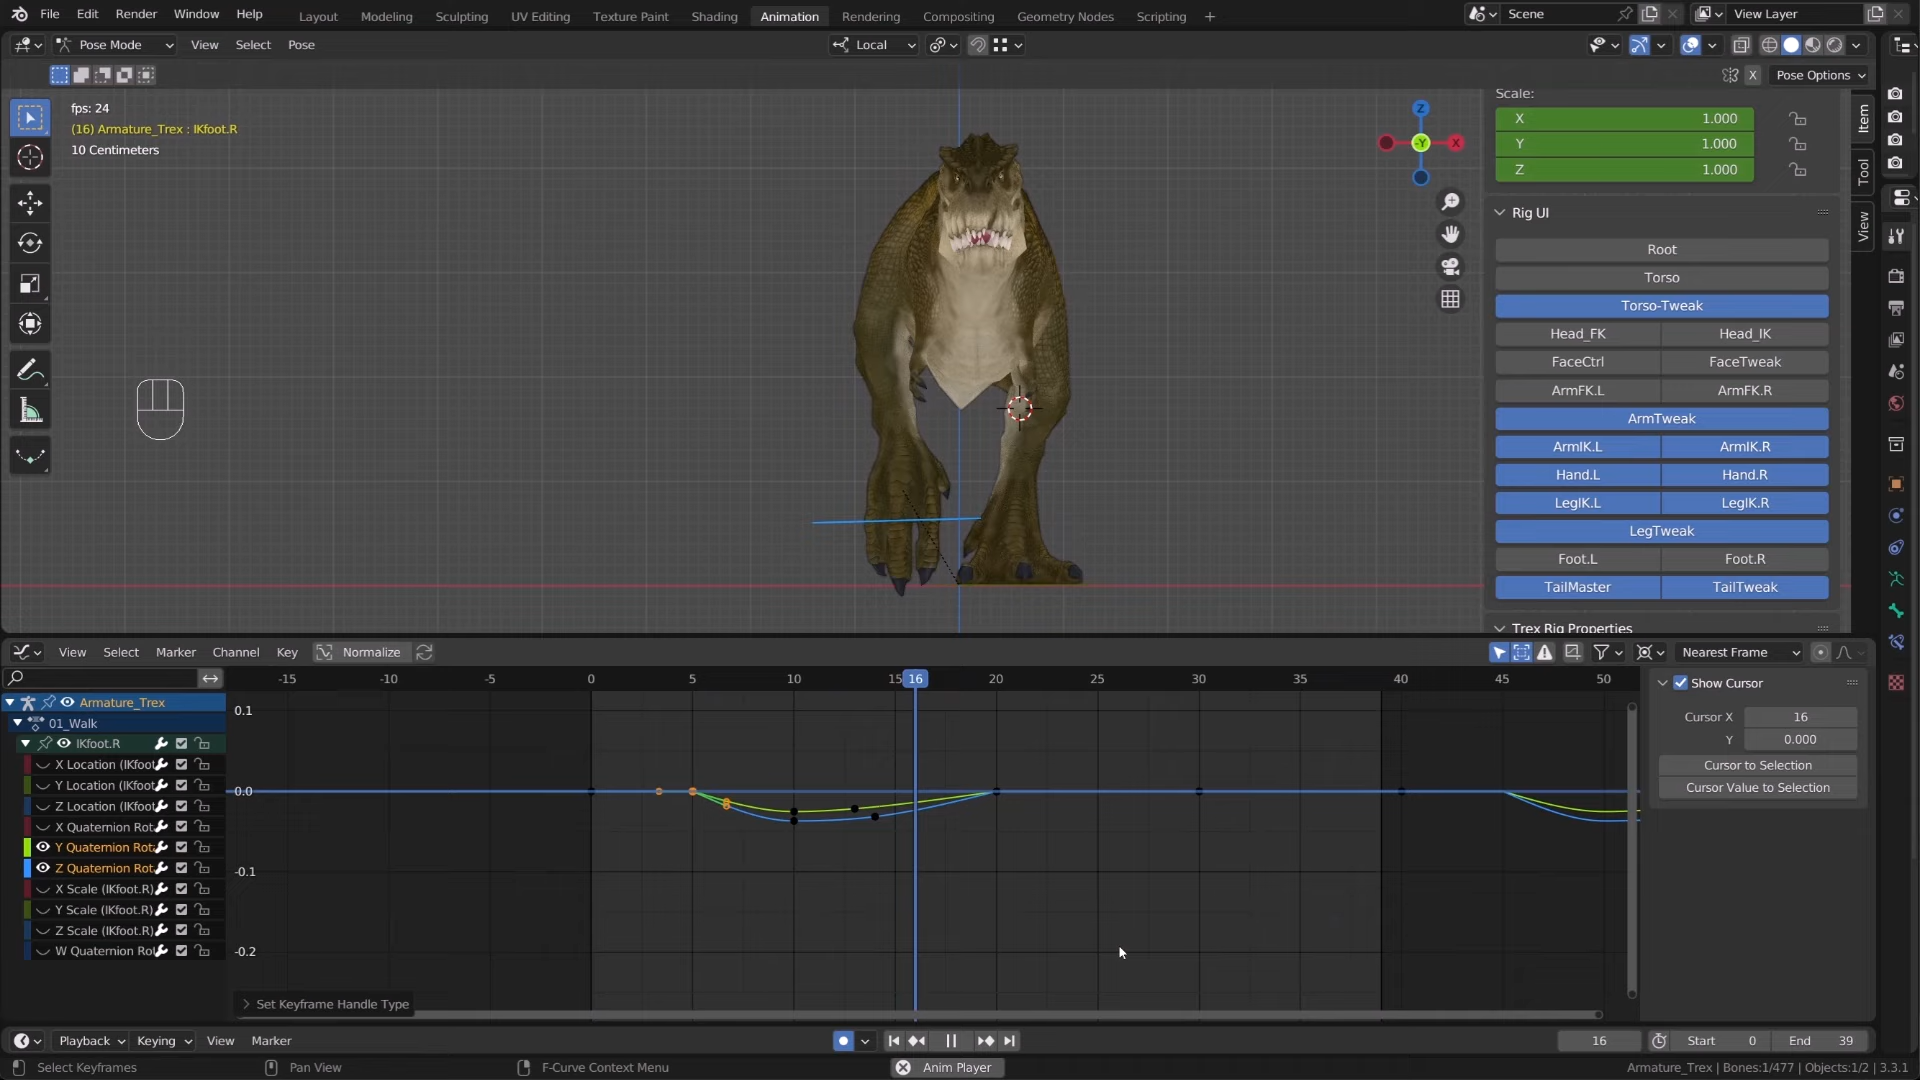 File Edit Render Window Help Layout Modeling Sculpting UV Editing Texture Paint Shading Animation Rendering Compositing Geometry Nodes Scripting + Scene View Layer
Pose Mode View Select Pose Local
X Pose Options
fps: 24
(16) Armature_Trex : IKfoot.R
10 Centimeters
Z
-Y X
Scale:
X 1.000
Y 1.000
Z 1.000
Item
Tool
View
Rig UI
Root
Torso
Torso-Tweak
Head_FK Head_IK
FaceCtrl FaceTweak
ArmFK.L ArmFK.R
ArmTweak
ArmIK.L ArmIK.R
Hand.L Hand.R
LegIK.L LegIK.R
LegTweak
Foot.L Foot.R
TailMaster TailTweak
Trex Rig Properties
View Select Marker Channel Key Normalize Nearest Frame
-15 -10 -5 0 5 10 15 16 20 25 30 35 40 45 50
Armature_Trex
01_Walk
IKfoot.R
X Location (IKfoot
Y Location (IKfoot
Z Location (IKfoot
X Quaternion Rot
Y Quaternion Rot
Z Quaternion Rot
X Scale (IKfoot.R)
Y Scale (IKfoot.R)
Z Scale (IKfoot.R)
W Quaternion Rot
0.1
0.0
-0.1
-0.2
Show Cursor
Cursor X 16
Y 0.000
Cursor to Selection
Cursor Value to Selection
Set Keyframe Handle Type
Playback Keying View Marker 16 Start 0 End 39
Select Keyframes Pan View F-Curve Context Menu Anim Player Armature_Trex | Bones:1/477 | Objects:1/2 | 3.3.1